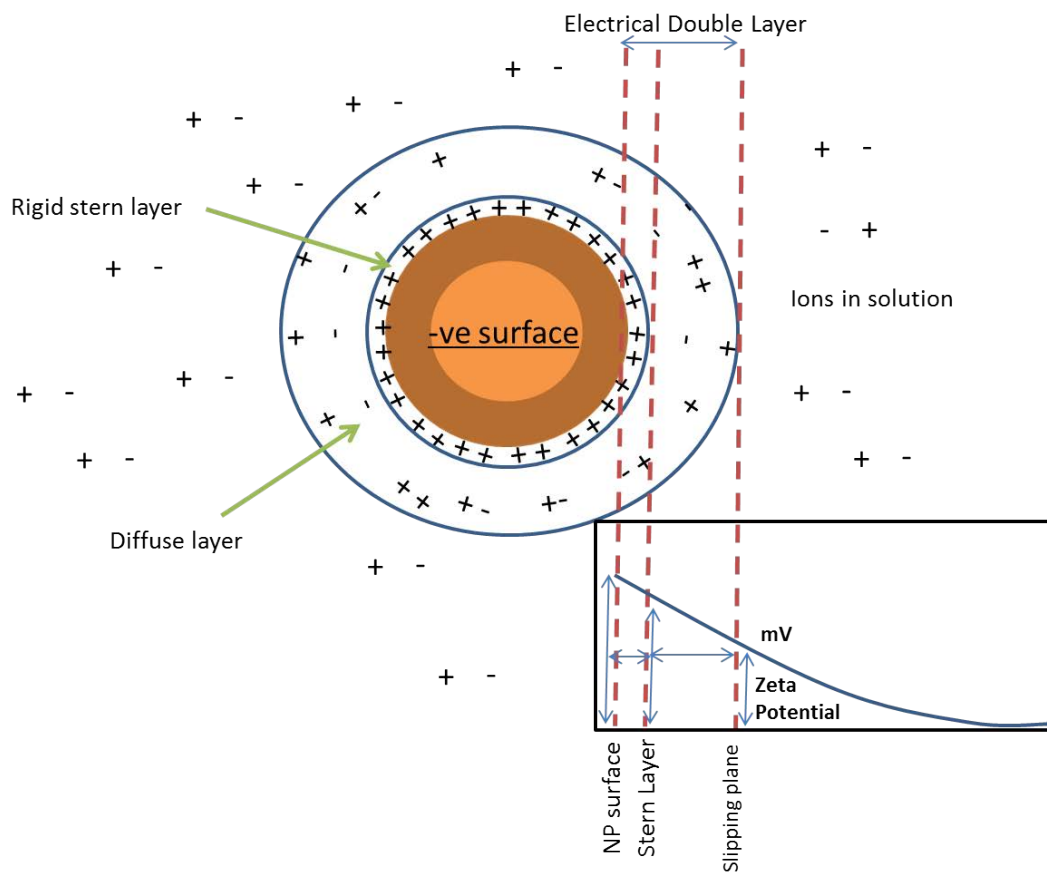 Electrical Double Layer
Rigid stern layer
-ve surface
Ions in solution
Diffuse layer
mV
Zeta
Potential
NP surface
Stern Layer
Slipping plane